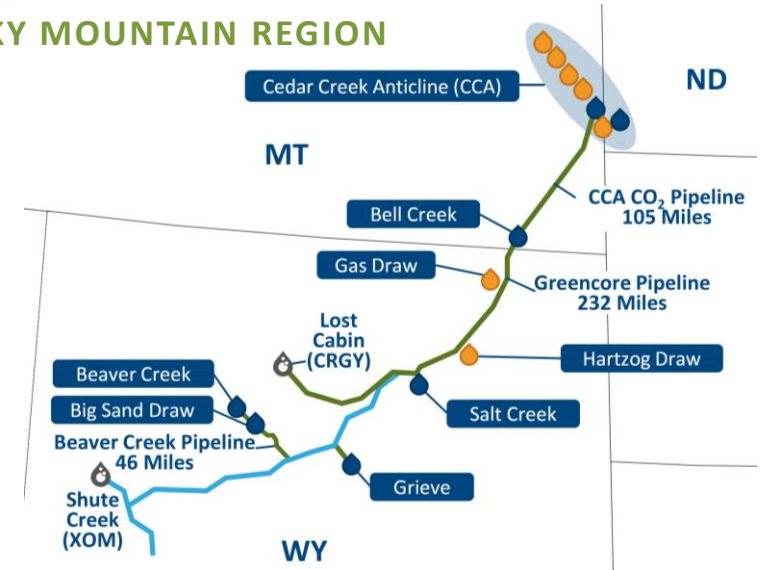 KY MOUNTAIN REGION
Cedar Creek Anticline (CCA)
ND
MT
CCA CO₂ Pipeline
105 Miles
Bell Creek
Gas Draw
Greencore Pipeline
232 Miles
Lost
Cabin
(CRGY)
Hartzog Draw
Beaver Creek
Big Sand Draw
Salt Creek
Beaver Creek Pipeline
46 Miles
Grieve
Shute
Creek
(XOM)
WY